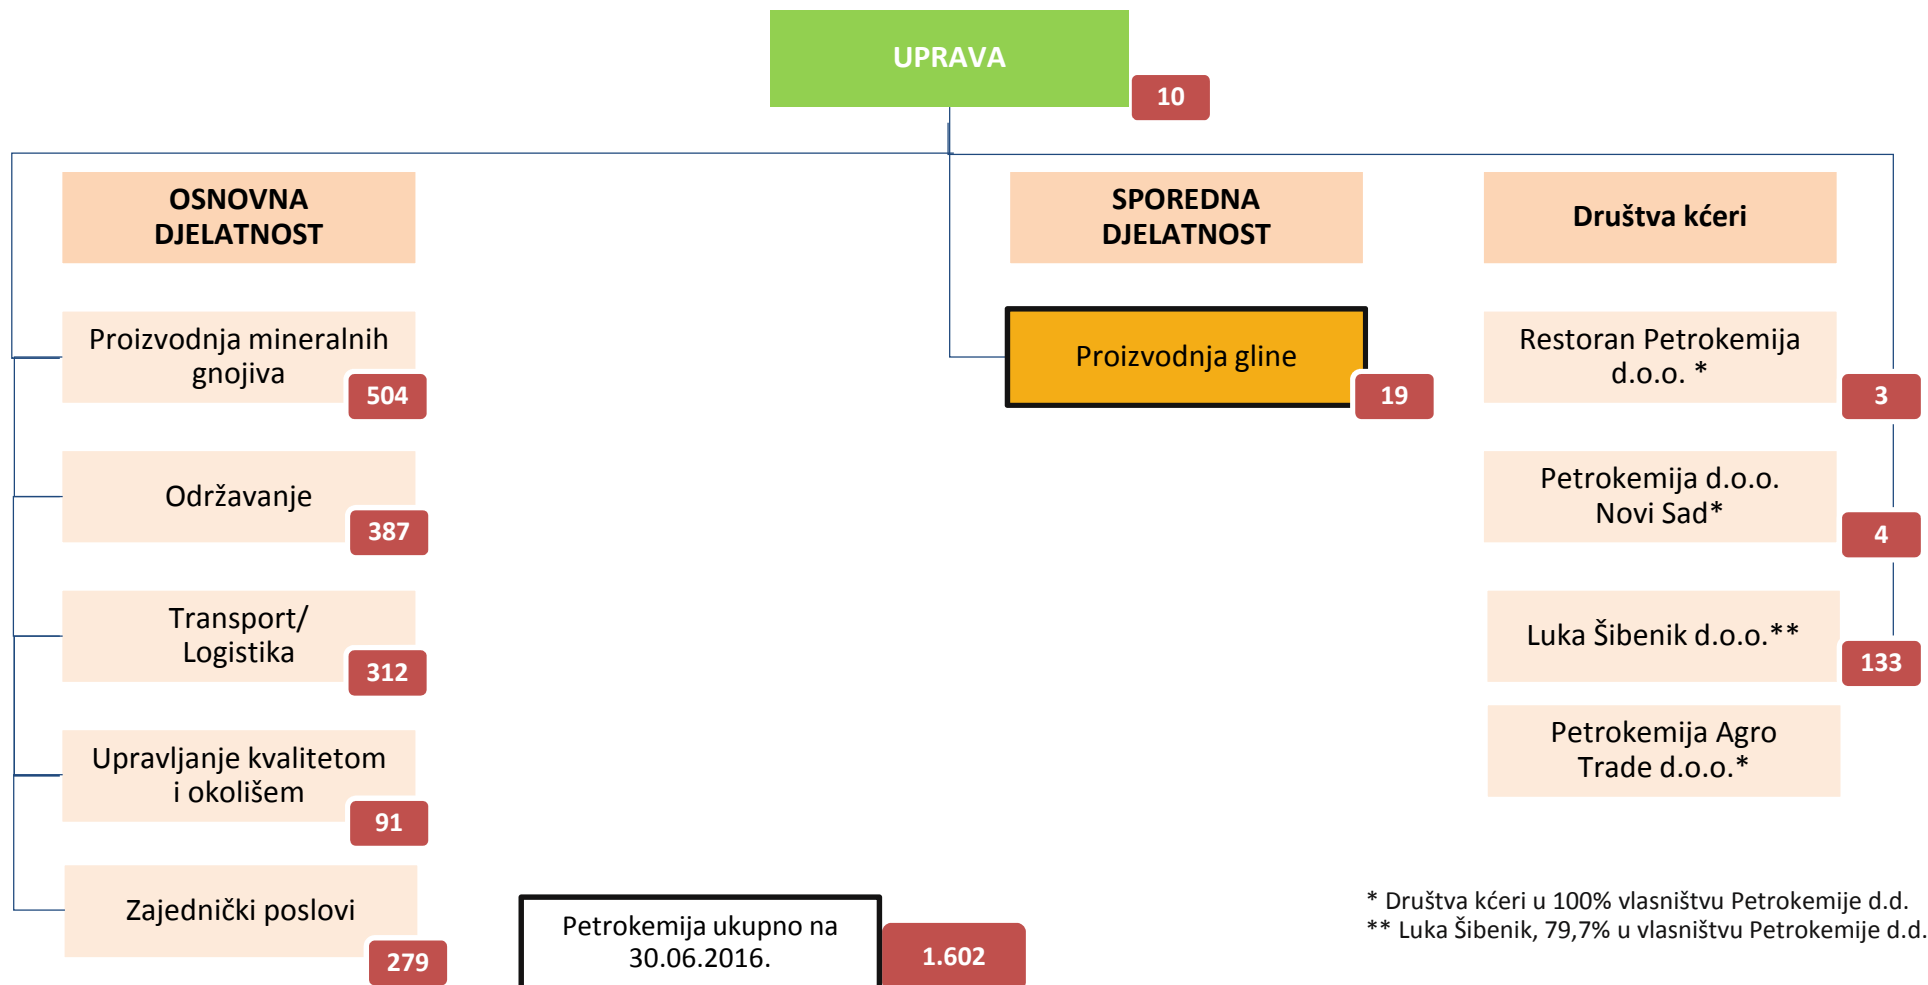 UPRAVA
10
OSNOVNA
DJELATNOST
Proizvodnja mineralnih
gnojiva
504
Održavanje
387
Transport/
Logistika
312
Upravljanje kvalitetom
i okolišem
91
Zajednički poslovi
279
SPOREDNA
DJELATNOST
Proizvodnja gline
19
Društva kćeri
Restoran Petrokemija
d.o.o. *
3
Petrokemija d.o.o.
Novi Sad*
4
Luka Šibenik d.o.o.**
133
Petrokemija Agro
Trade d.o.o.*
Petrokemija ukupno na
30.06.2016.
1.602
* Društva kćeri u 100% vlasništvu Petrokemije d.d.
** Luka Šibenik, 79,7% u vlasništvu Petrokemije d.d.